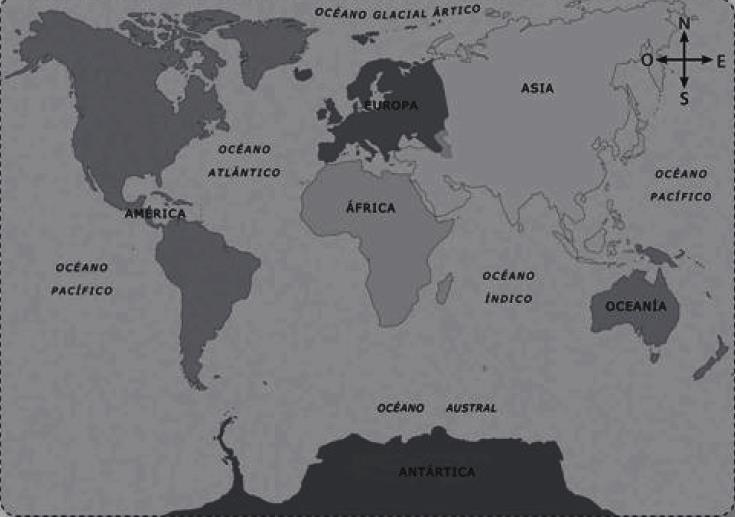 OCÉANO GLACIAL ÁRTICO
N
O E
S
EUROPA
ASIA
OCÉANO
ATLÁNTICO
OCÉANO
PACÍFICO
AMÉRICA
ÁFRICA
OCÉANO
PACÍFICO
OCÉANO
ÍNDICO
OCEANÍA
OCÉANO AUSTRAL
ANTÁRTICA